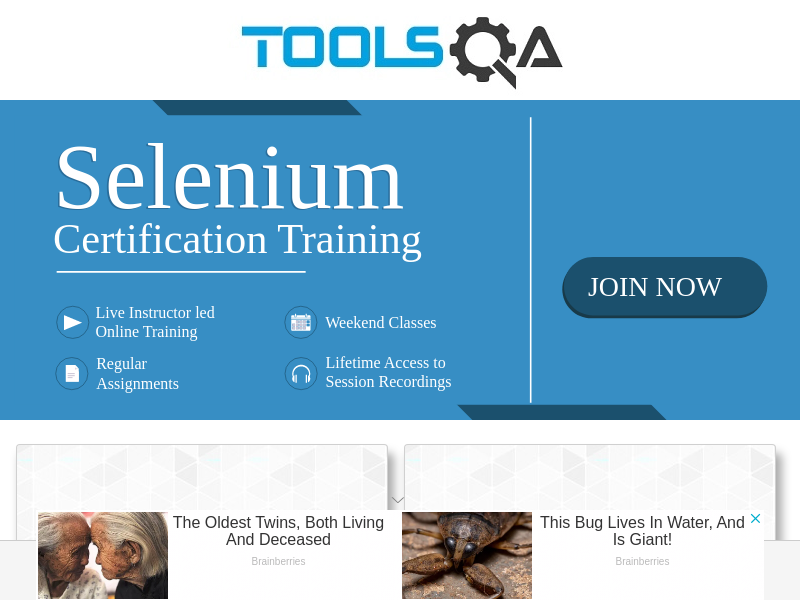 TOOLSQA
Selenium
Certification Training
JOIN NOW
Live Instructor led
Online Training
Weekend Classes
Regular
Assignments
Lifetime Access to
Session Recordings
The Oldest Twins, Both Living
And Deceased
Brainberries
This Bug Lives In Water, And
Is Giant!
Brainberries